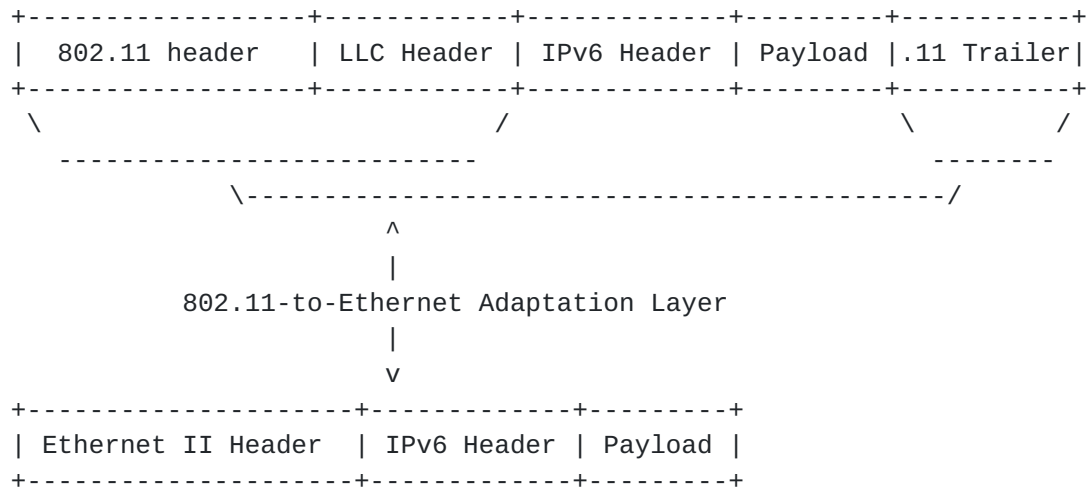 +------------------+------------+-------------+---------+-----------+
|  802.11 header   | LLC Header | IPv6 Header | Payload |.11 Trailer|
+------------------+------------+-------------+---------+-----------+
 \                             /                         \         /
   ---------------------------                             --------
              \---------------------------------------------/
                        ^
                        |
           802.11-to-Ethernet Adaptation Layer
                        |
                        v
+---------------------+-------------+---------+
| Ethernet II Header  | IPv6 Header | Payload |
+---------------------+-------------+---------+